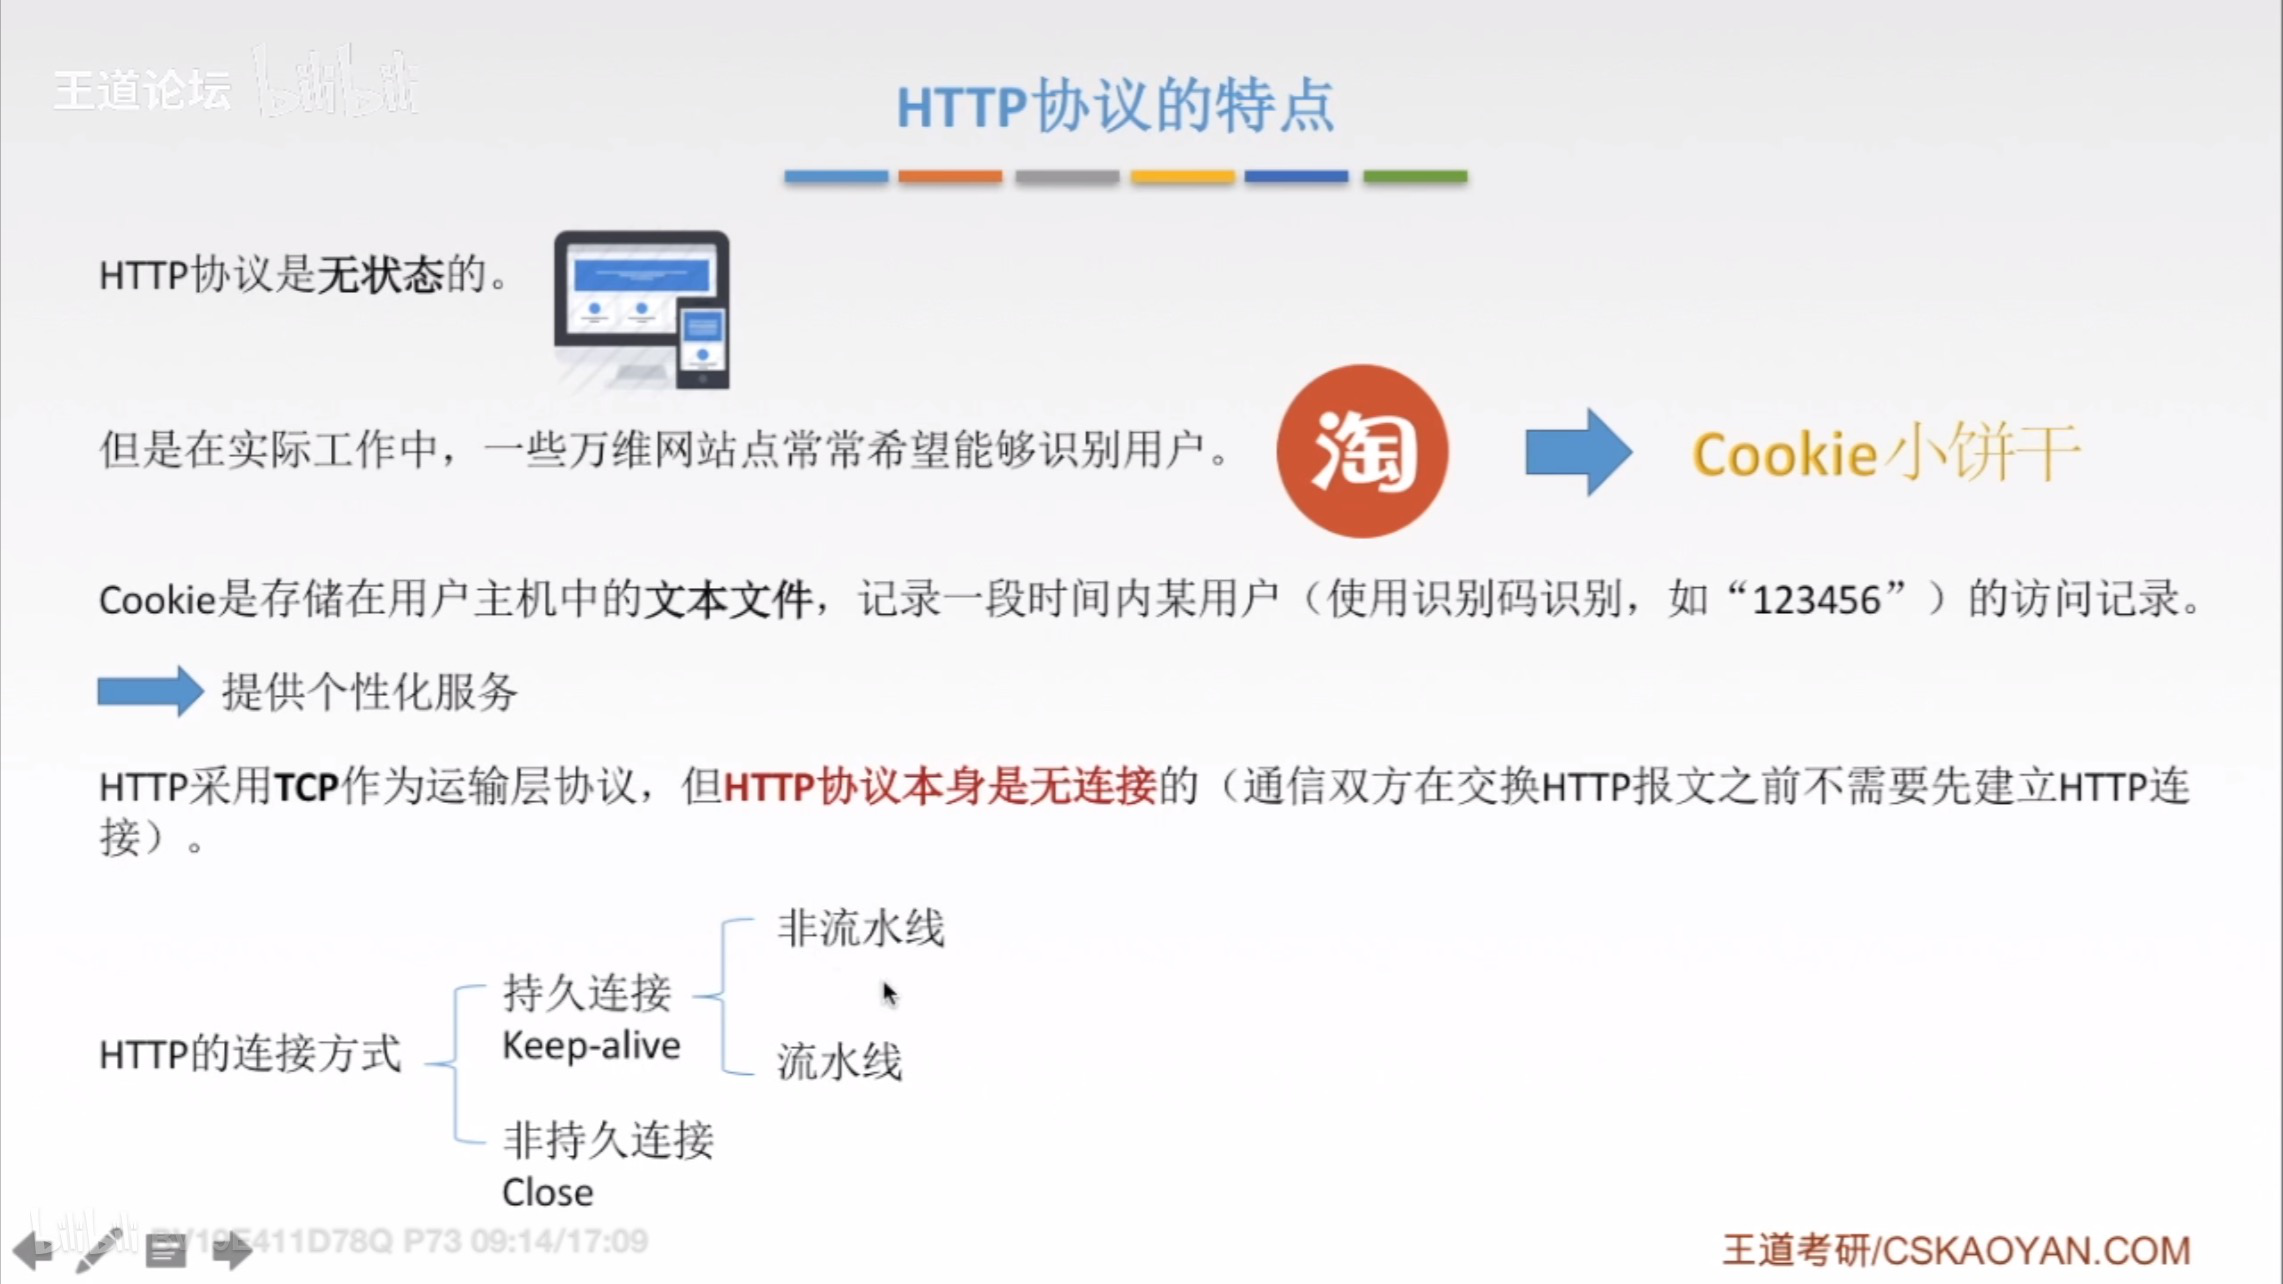 王道论坛 bilibili
HTTP协议的特点
HTTP协议是无状态的。
但是在实际工作中，一些万维网站点常常希望能够识别用户。
淘
Cookie小饼干
Cookie是存储在用户主机中的文本文件，记录一段时间内某用户（使用识别码识别，如“123456”）的访问记录。
提供个性化服务
HTTP采用TCP作为运输层协议，但HTTP协议本身是无连接的（通信双方在交换HTTP报文之前不需要先建立HTTP连
接）。
非流水线
持久连接
Keep-alive
HTTP的连接方式
流水线
非持久连接
Close
bilibili BV19E411D78Q P73 09:14/17:09
王道考研/CSKAOYAN.COM